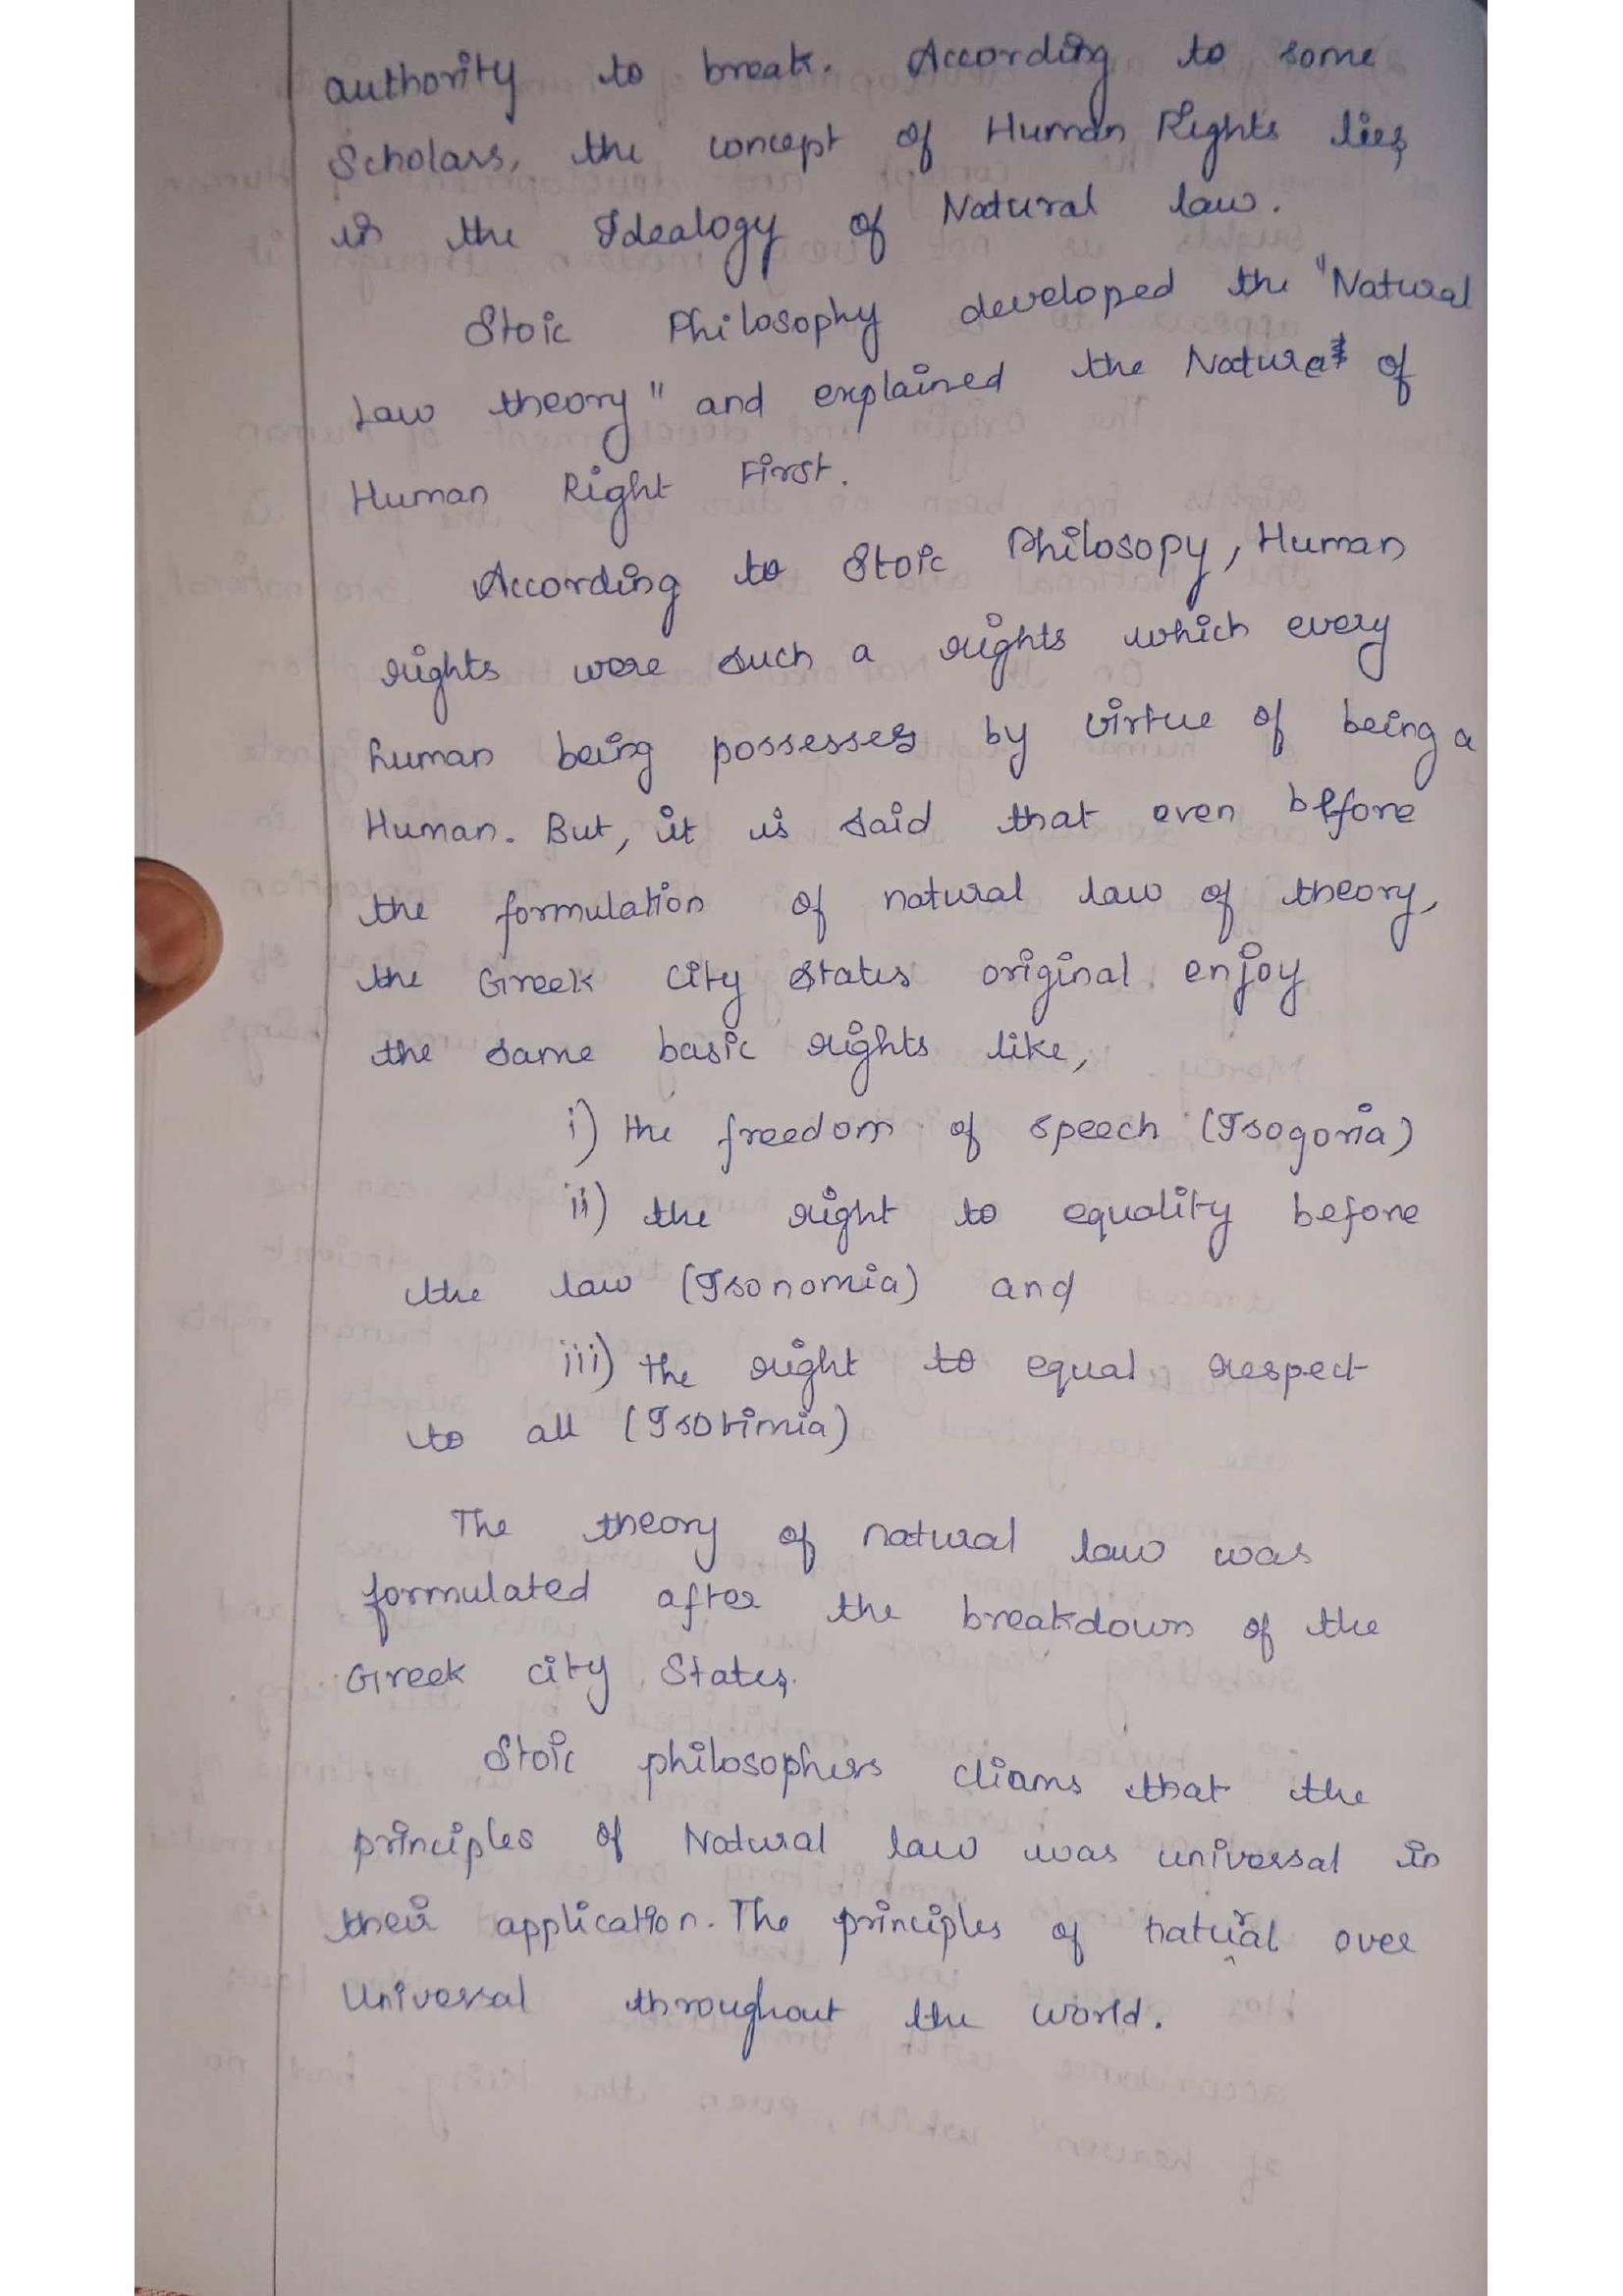 authority to break. According to some
Scholars, the concept of Human Rights lies
in the Idealogy of Natural law.
Stoic Philosophy developed the "Natural
Law theory" and explained the Nature of
Human Right First.
According to Stoic Philosopy, Human
rights were such a rights which every
human being possesses by virtue of being a
Human. But, it is said that even before
the formulation of natural law of theory,
the Greek city states original enjoy
the same basic rights like,
i) the freedom of speech (Isogoria)
ii) the right to equality before
the law (Isonomia) and
iii) the right to equal respect
to all (Isotimia)
The theory of natural law was
formulated after the breakdown of the
Greek city States.
Stoic philosophers cliams that the
principles of Natural law was universal in
their application. The principles of natural over
Universal throughout the world.